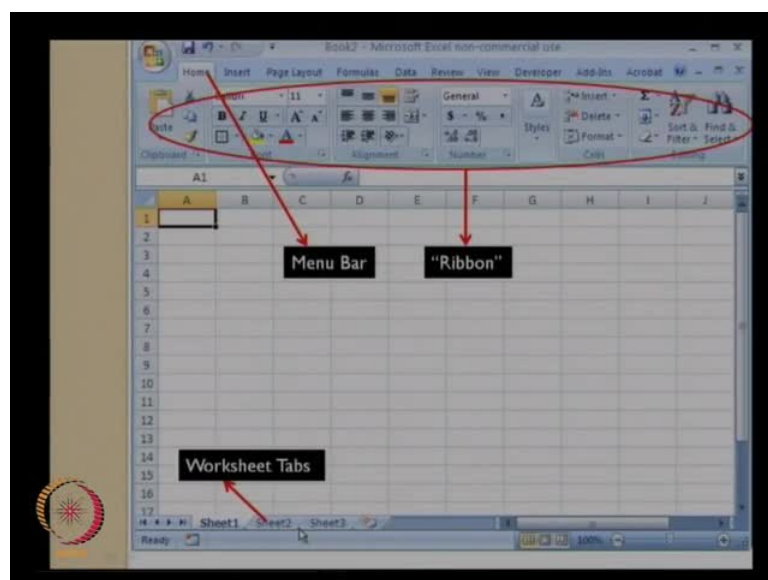 Book2 - Microsoft Excel non-commercial use
Home Insert Page Layout Formulas Data Review View Developer Add-Ins Acrobat
11 General Insert
B I U A A $ % Styles Delete
Format Sort & Find &
Filter Select
Clipboard Alignment Number Cells
A1 fx
A B C D E F G H I J
1
2
3
4
5
6
7
8
9
10
11
12
13
14
15
16
17
Menu Bar
"Ribbon"
Worksheet Tabs
Sheet1 Sheet2 Sheet3
Ready 100%